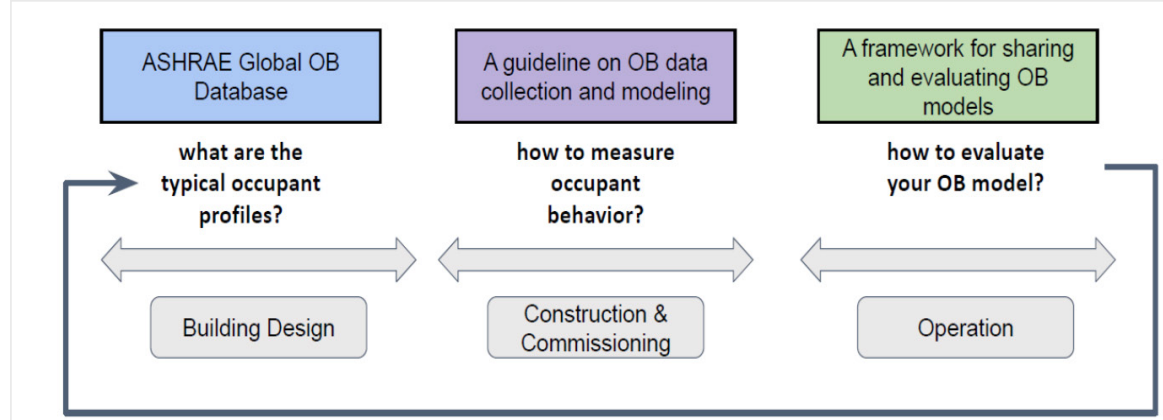 ASHRAE Global OB
Database
A guideline on OB data
collection and modeling
A framework for sharing
and evaluating OB
models
what are the
typical occupant
profiles?
how to measure
occupant
behavior?
how to evaluate
your OB model?
Building Design
Construction &
Commissioning
Operation